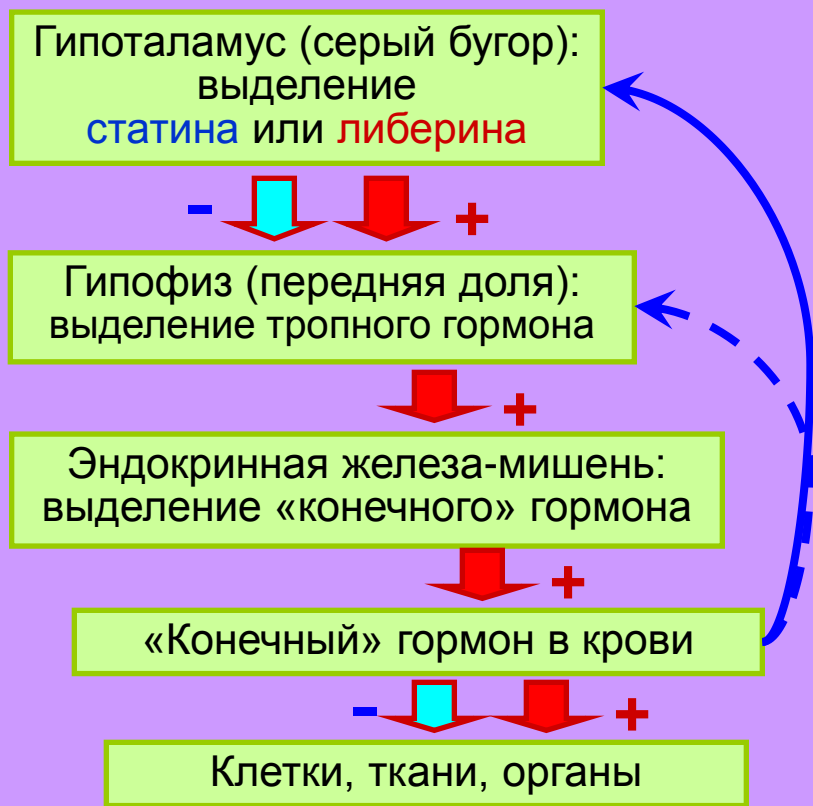 Гипоталамус (серый бугор):
выделение
статина или либерина
- +
Гипофиз (передняя доля):
выделение тропного гормона
+
Эндокринная железа-мишень:
выделение «конечного» гормона
+
«Конечный» гормон в крови
- +
Клетки, ткани, органы